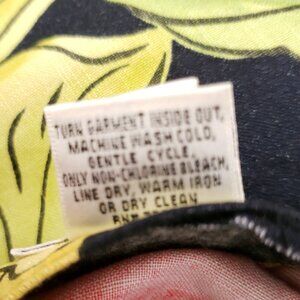 TURN GARMENT INSIDE OUT,
MACHINE WASH COLD,
GENTLE CYCLE
ONLY NON-CHLORINE BLEACH,
LINE DRY, WARM IRON
OR DRY CLEAN